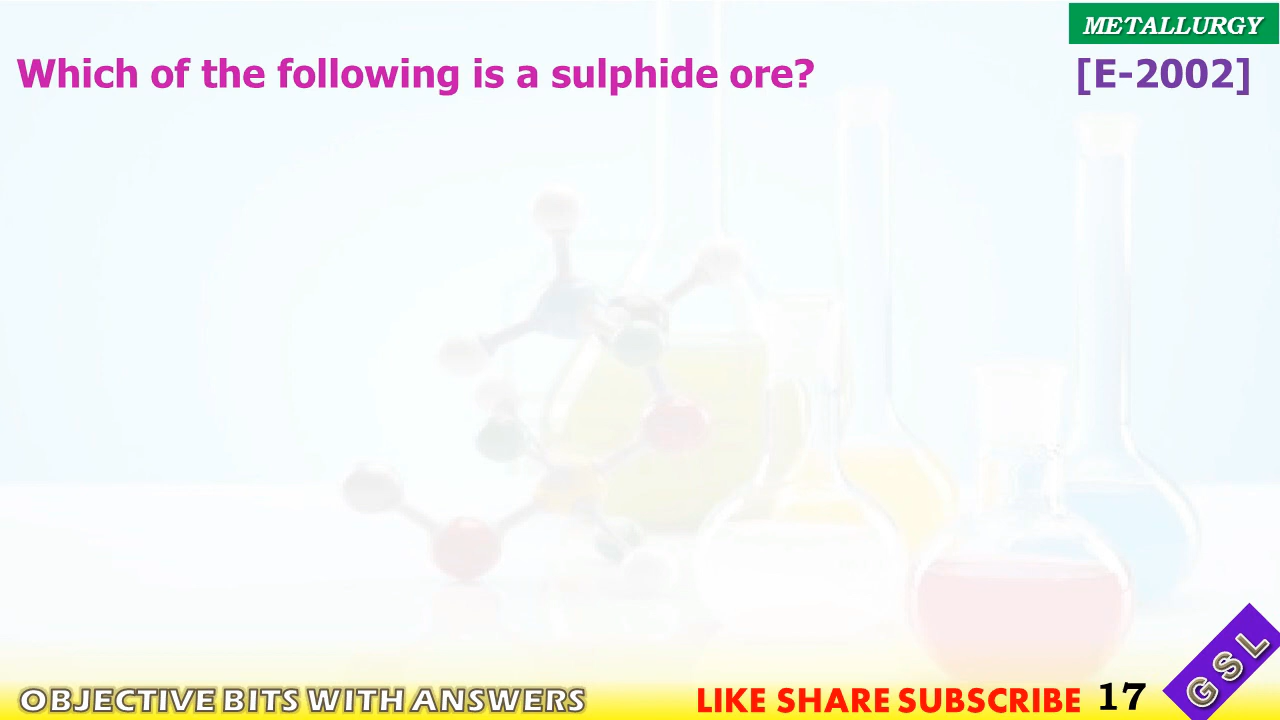 METALLURGY
Which of the following is a sulphide ore? [E-2002]
OBJECTIVE BITS WITH ANSWERS LIKE SHARE SUBSCRIBE 17 GSL